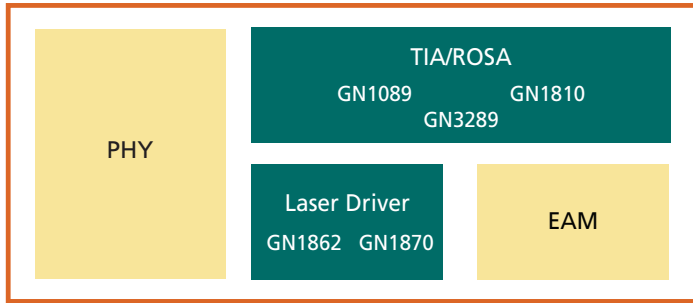 PHY
TIA/ROSA
GN1089 GN1810
GN3289
Laser Driver
GN1862 GN1870
EAM